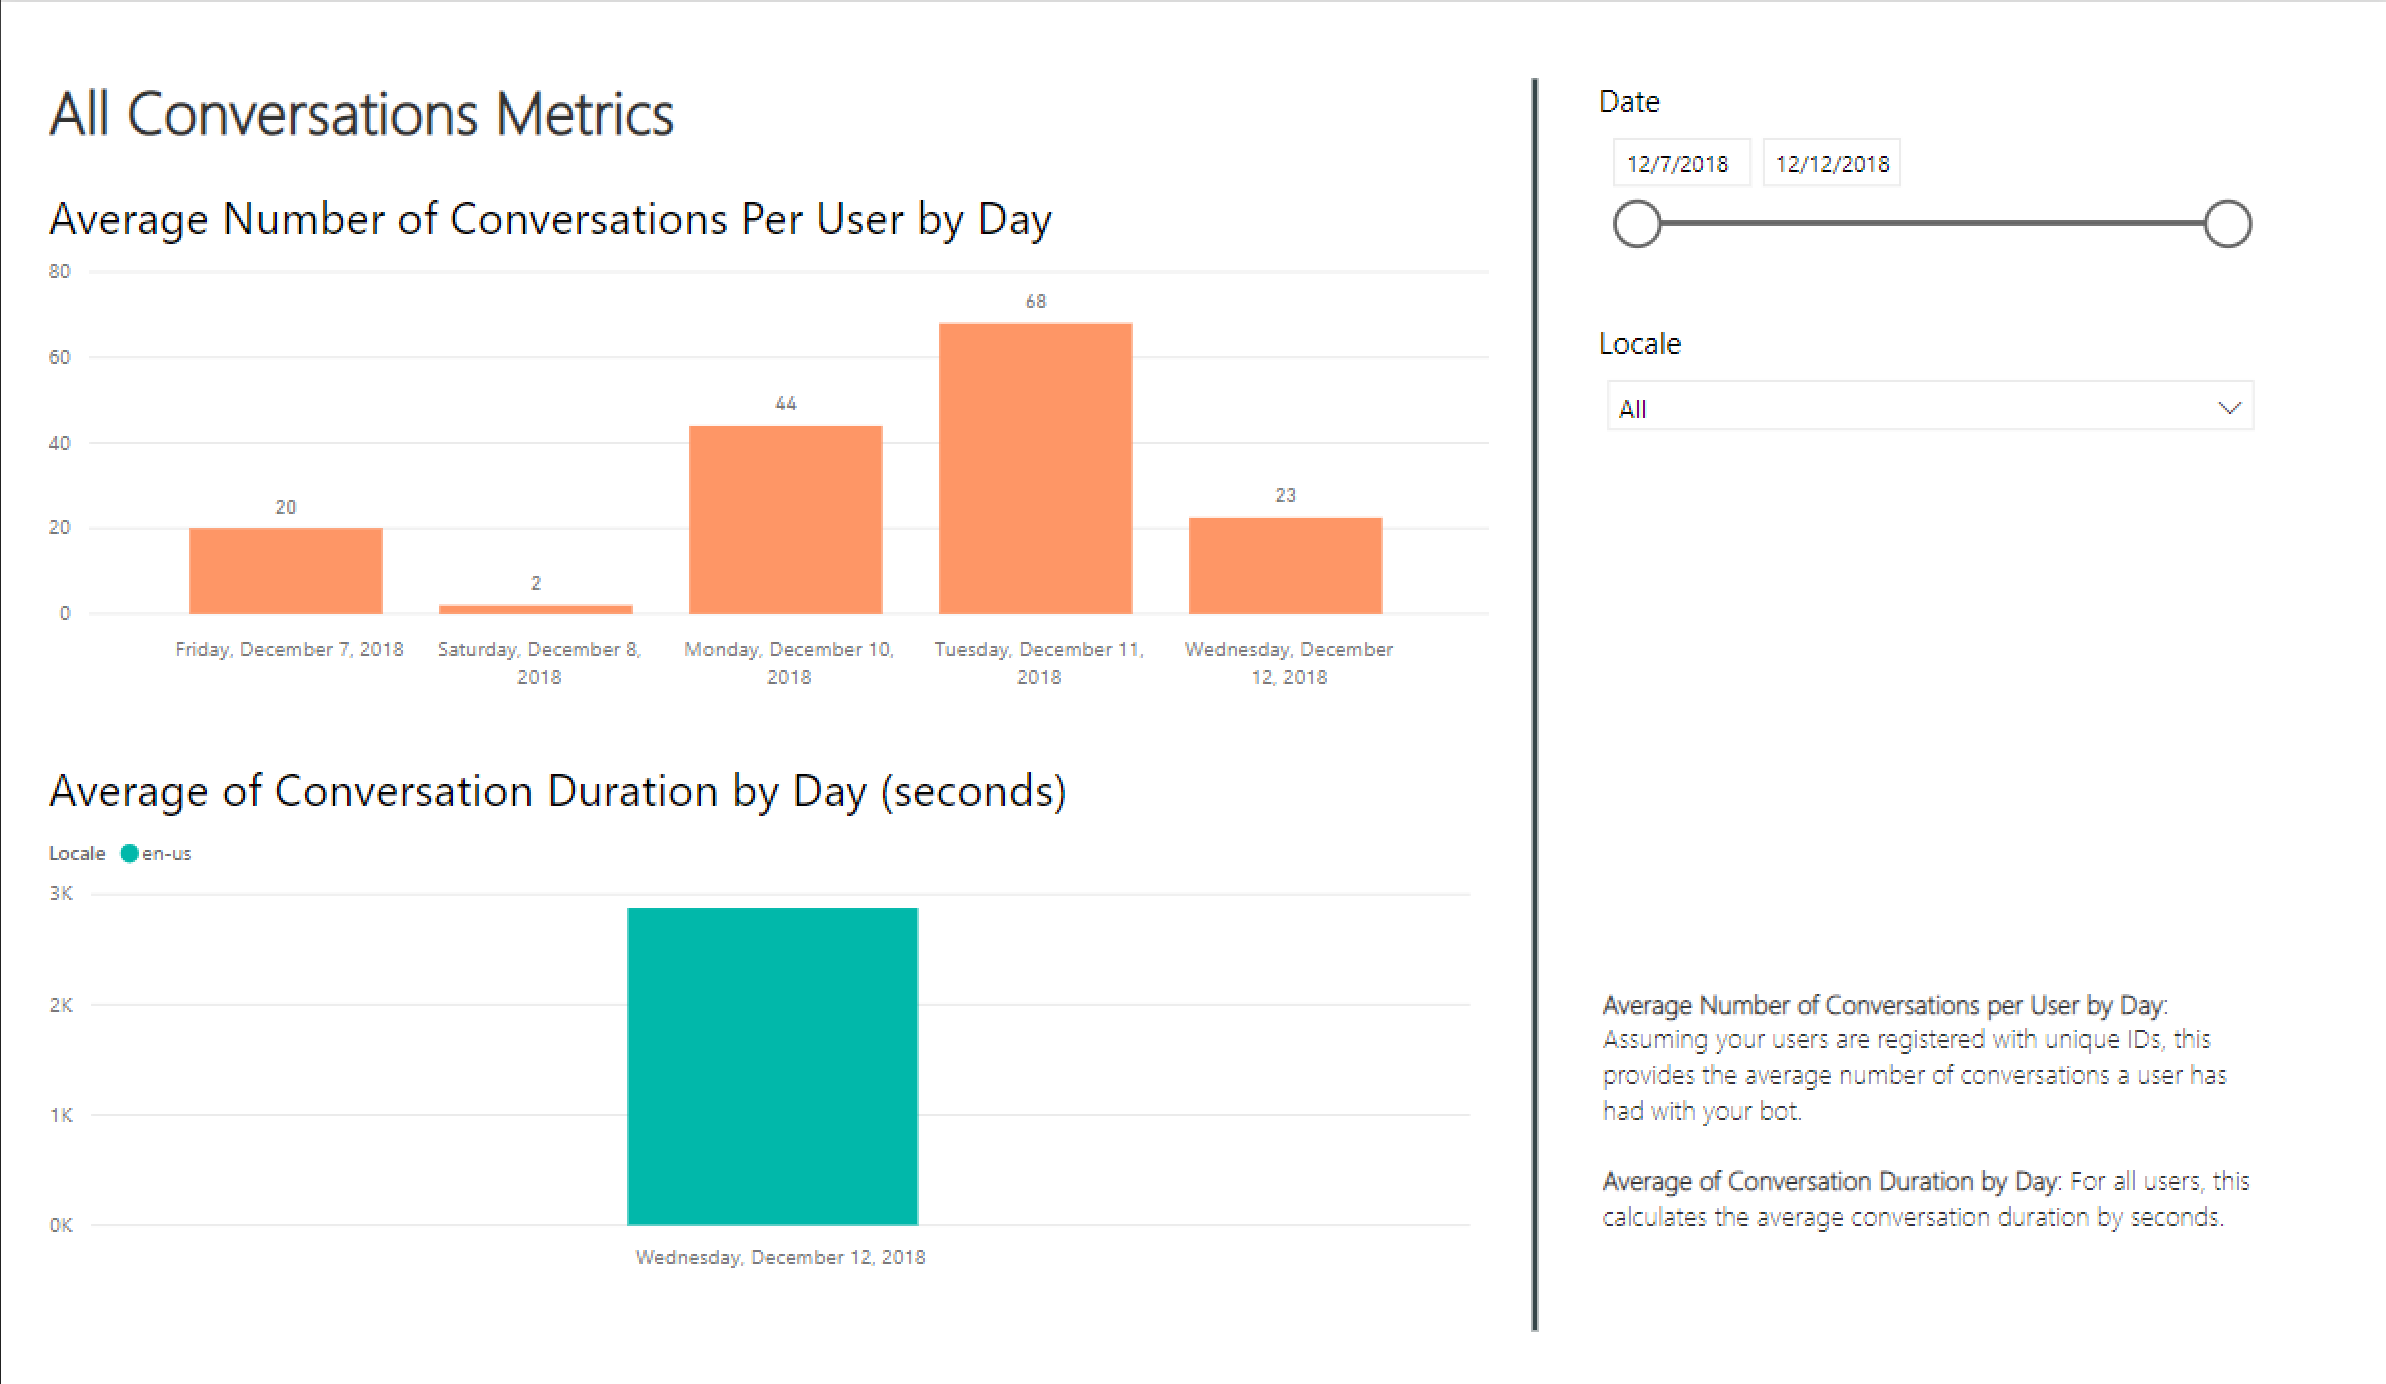 All Conversations Metrics
Average Number of Conversations Per User by Day
80
60
40
20
0
20
2
44
68
23
Friday, December 7, 2018
Saturday, December 8,
2018
Monday, December 10,
2018
Tuesday, December 11,
2018
Wednesday, December
12, 2018
Average of Conversation Duration by Day (seconds)
Locale en-us
3K
2K
1K
0K
Wednesday, December 12, 2018
Date
12/7/2018 12/12/2018
Locale
All
Average Number of Conversations per User by Day:
Assuming your users are registered with unique IDs, this
provides the average number of conversations a user has
had with your bot.
Average of Conversation Duration by Day: For all users, this
calculates the average conversation duration by seconds.